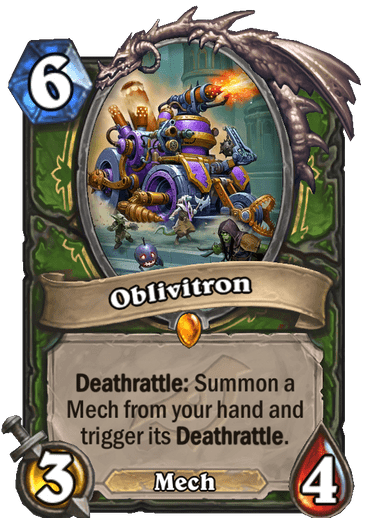 6
Oblivitron
Deathrattle: Summon a
Mech from your hand and
trigger its Deathrattle.
3
Mech
4